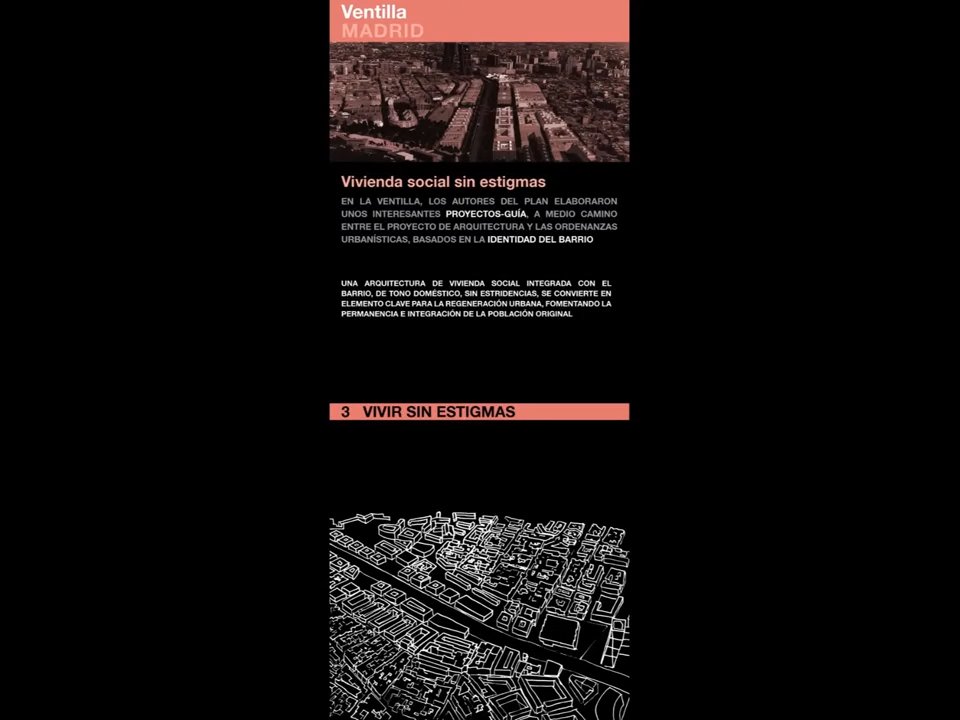 Ventilla
MADRID
Vivienda social sin estigmas
EN LA VENTILLA, LOS AUTORES DEL PLAN ELABORARON
UNOS INTERESANTES PROYECTOS-GUÍA, A MEDIO CAMINO
ENTRE EL PROYECTO DE ARQUITECTURA Y LAS ORDENANZAS
URBANÍSTICAS, BASADOS EN LA IDENTIDAD DEL BARRIO
UNA ARQUITECTURA DE VIVIENDA SOCIAL INTEGRADA CON EL
BARRIO, DE TONO DOMÉSTICO, SIN ESTRIDENCIAS, SE CONVIERTE EN
ELEMENTO CLAVE PARA LA REGENERACIÓN URBANA, FOMENTANDO LA
PERMANENCIA E INTEGRACIÓN DE LA POBLACIÓN ORIGINAL
3 VIVIR SIN ESTIGMAS